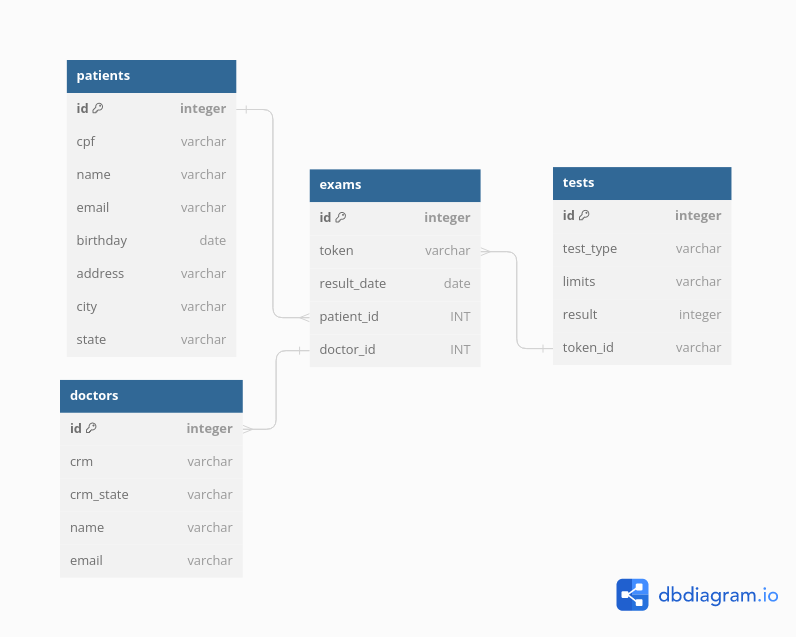 patients
id integer
cpf varchar
name varchar
email varchar
birthday date
address varchar
city varchar
state varchar
doctors
id integer
crm varchar
crm_state varchar
name varchar
email varchar
exams
id integer
token varchar
result_date date
patient_id INT
doctor_id INT
tests
id integer
test_type varchar
limits varchar
result integer
token_id varchar
dbdiagram.io